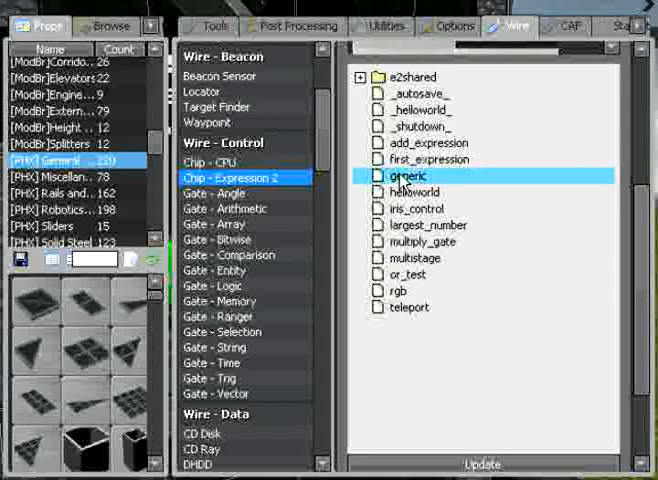 Props
Browse
Tools
Post Processing
Utilities
Options
Wire
CAF
Sta
Name
Count
[ModBr]Corrido... 26
[ModBr]Elevators 22
[ModBr]Engine... 9
[ModBr]Extern... 79
[ModBr]Height ... 12
[ModBr]Splitters 12
[PHX] General 220
[PHX] Miscellan... 78
[PHX] Rails and... 162
[PHX] Robotics... 198
[PHX] Sliders 15
[PHX] Solid Steel 123
Wire - Beacon
Beacon Sensor
Locator
Target Finder
Waypoint
Wire - Control
Chip - CPU
Chip - Expression 2
Gate - Angle
Gate - Arithmetic
Gate - Array
Gate - Bitwise
Gate - Comparison
Gate - Entity
Gate - Logic
Gate - Memory
Gate - Ranger
Gate - Selection
Gate - String
Gate - Time
Gate - Trig
Gate - Vector
Wire - Data
CD Disk
CD Ray
DHDD
e2shared
_autosave_
_helloworld_
_shutdown_
add_expression
first_expression
generic
helloworld
iris_control
largest_number
multiply_gate
multistage
or_test
rgb
teleport
Update